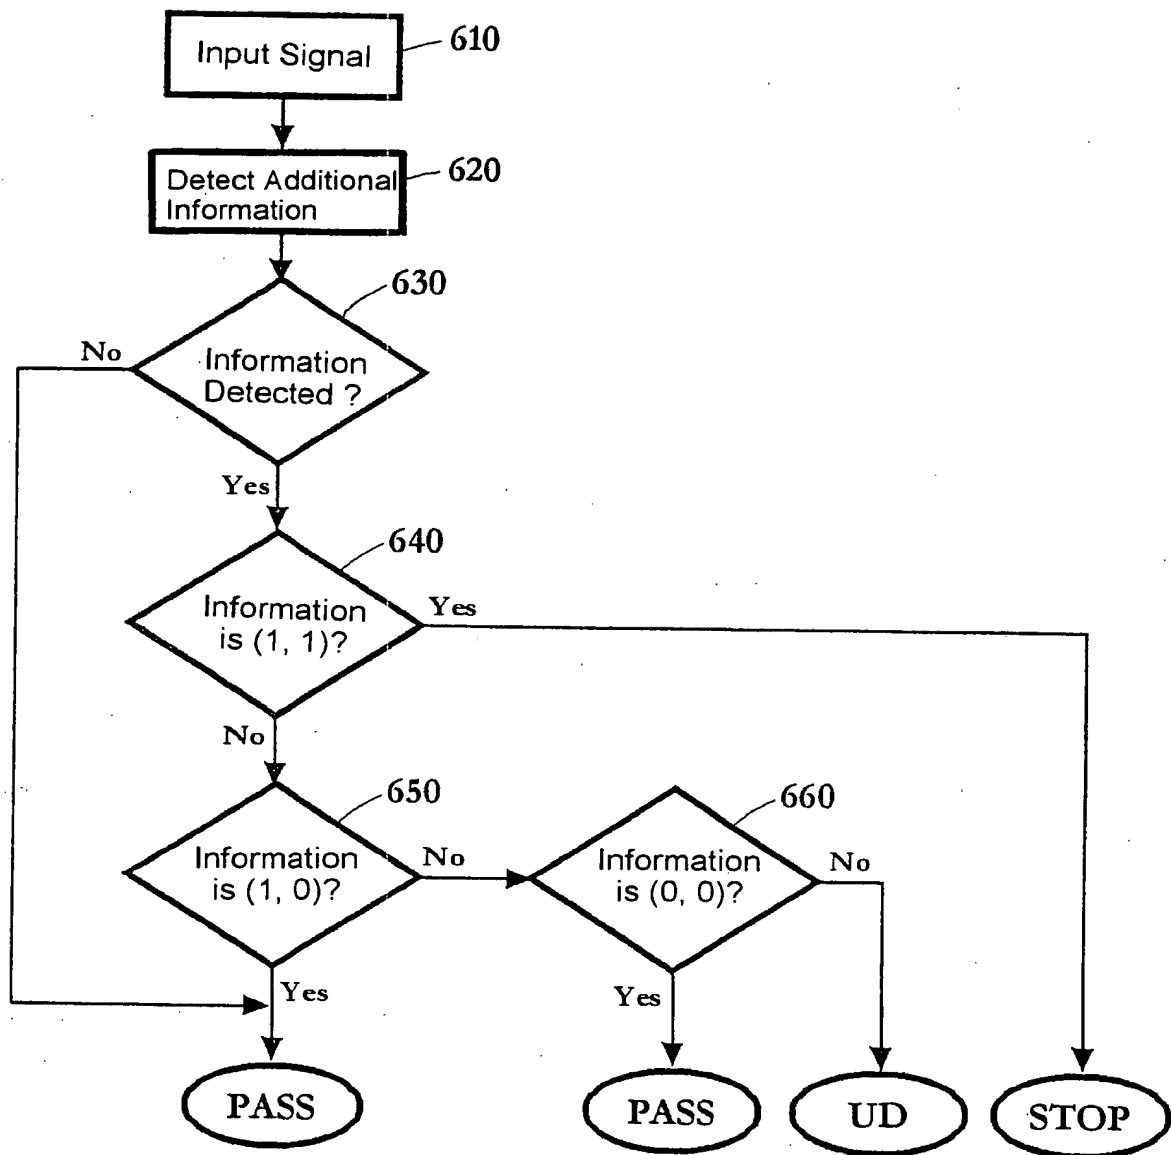 Input Signal
610
Detect Additional
Information
620
630
No
Information
Detected ?
Yes
640
Information
is (1, 1)?
Yes
No
650
660
Information
is (1, 0)?
No
Information
is (0, 0)?
No
Yes
Yes
PASS
PASS
UD
STOP